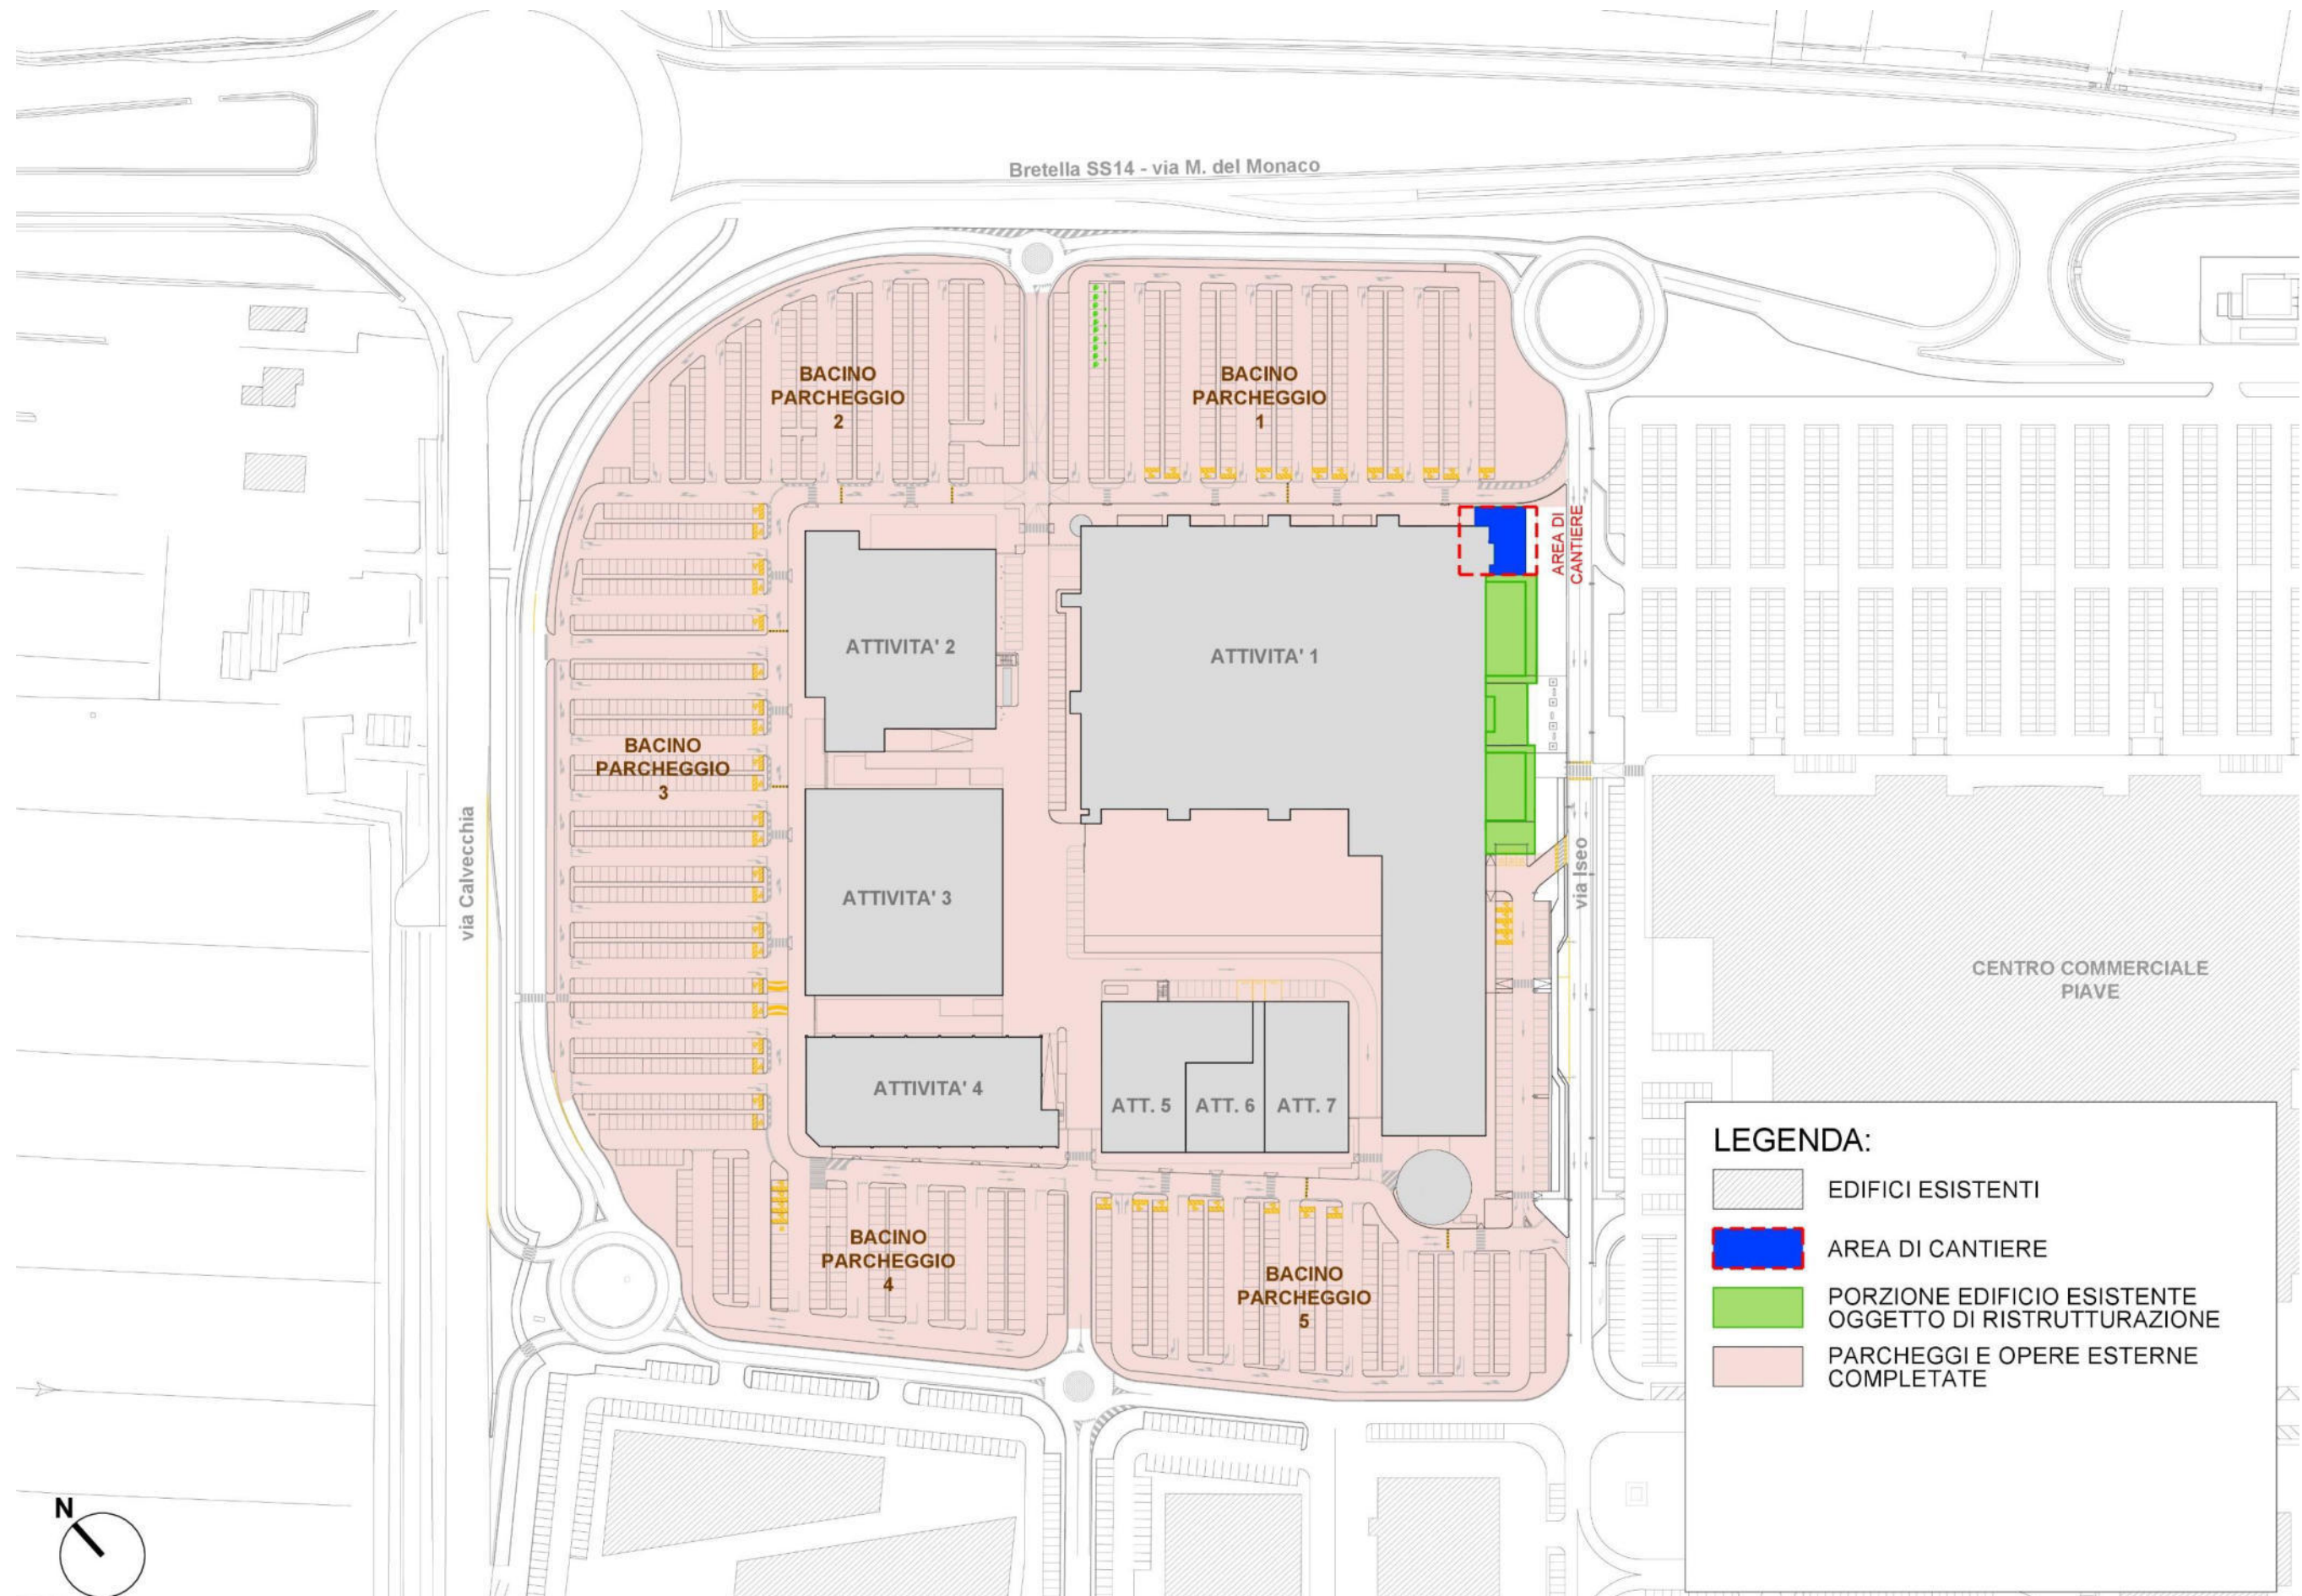 Bretella SS14 - via M. del Monaco
BACINO
PARCHEGGIO
2
BACINO
PARCHEGGIO
1
AREA DI
CANTIERE
ATTIVITA' 2
ATTIVITA' 1
BACINO
PARCHEGGIO
3
via Calvecchia
ATTIVITA' 3
via Iseo
CENTRO COMMERCIALE
PIAVE
ATTIVITA' 4
ATT. 5
ATT. 6
ATT. 7
BACINO
PARCHEGGIO
4
BACINO
PARCHEGGIO
5
LEGENDA:
EDIFICI ESISTENTI
AREA DI CANTIERE
PORZIONE EDIFICIO ESISTENTE
OGGETTO DI RISTRUTTURAZIONE
PARCHEGGI E OPERE ESTERNE
COMPLETATE
N